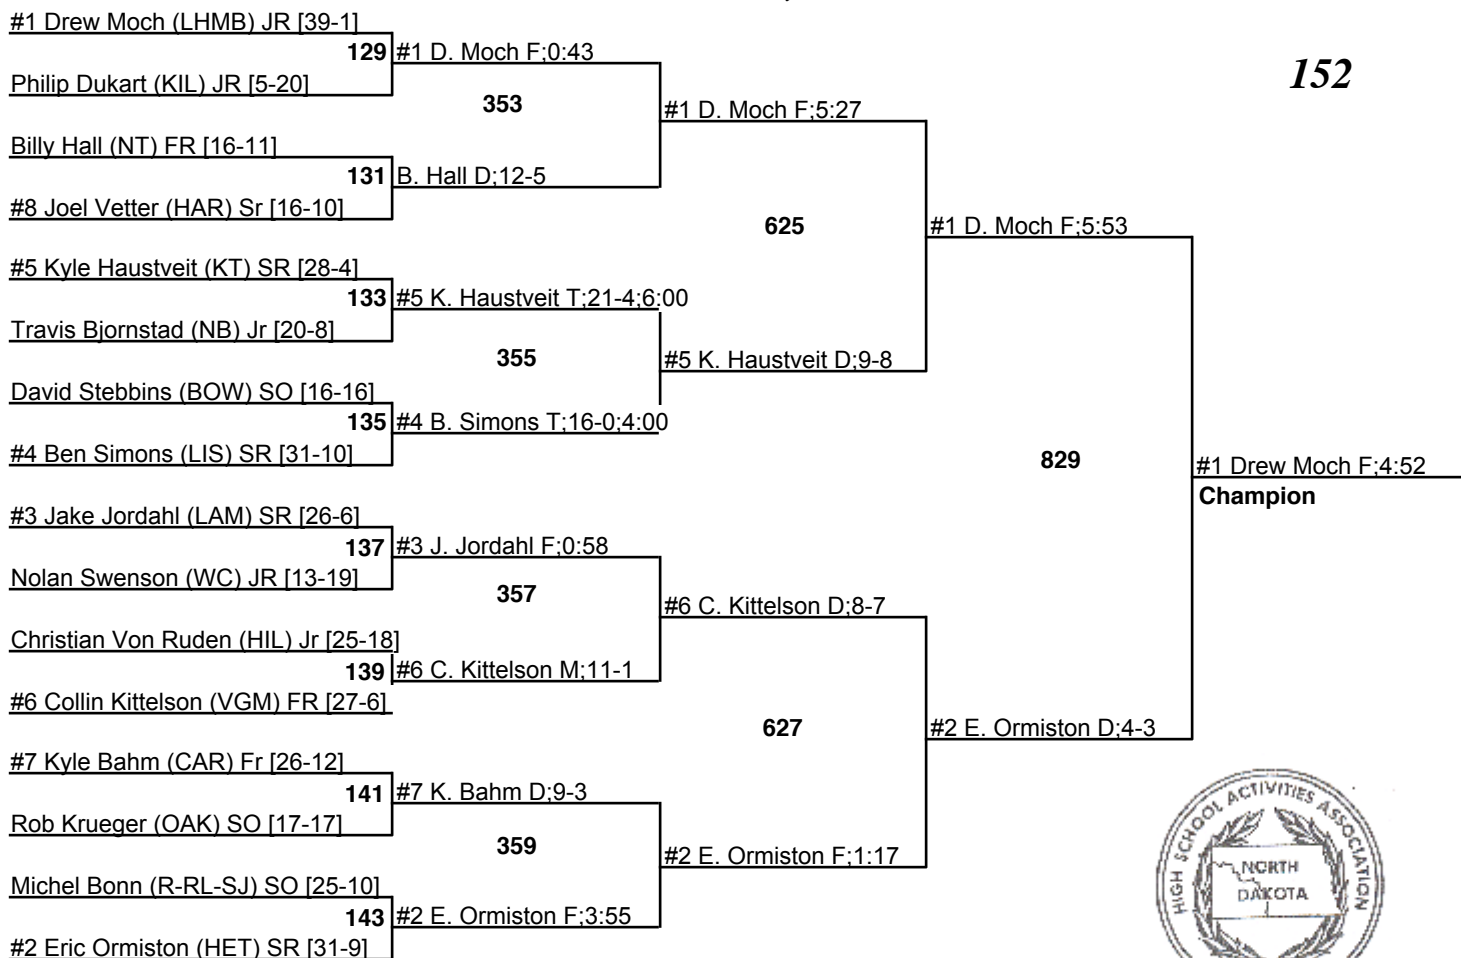 #1 Drew Moch (LHMB) JR [39-1]
129 #1 D. Moch F;0:43
152
Philip Dukart (KIL) JR [5-20]
353
#1 D. Moch F;5:27
Billy Hall (NT) FR [16-11]
131 B. Hall D;12-5
#8 Joel Vetter (HAR) Sr [16-10]
625
#1 D. Moch F;5:53
#5 Kyle Haustveit (KT) SR [28-4]
133 #5 K. Haustveit T;21-4;6:00
Travis Bjornstad (NB) Jr [20-8]
355
#5 K. Haustveit D;9-8
David Stebbins (BOW) SO [16-16]
135 #4 B. Simons T;16-0;4:00
#4 Ben Simons (LIS) SR [31-10]
829
#1 Drew Moch F;4:52
Champion
#3 Jake Jordahl (LAM) SR [26-6]
137 #3 J. Jordahl F;0:58
Nolan Swenson (WC) JR [13-19]
357
#6 C. Kittelson D;8-7
Christian Von Ruden (HIL) Jr [25-18]
139 #6 C. Kittelson M;11-1
#6 Collin Kittelson (VGM) FR [27-6]
627
#2 E. Ormiston D;4-3
#7 Kyle Bahm (CAR) Fr [26-12]
141 #7 K. Bahm D;9-3
Rob Krueger (OAK) SO [17-17]
359
#2 E. Ormiston F;1:17
Michel Bonn (R-RL-SJ) SO [25-10]
143 #2 E. Ormiston F;3:55
#2 Eric Ormiston (HET) SR [31-9]
HIGH SCHOOL ACTIVITIES ASSOCIATION
NORTH
DAKOTA